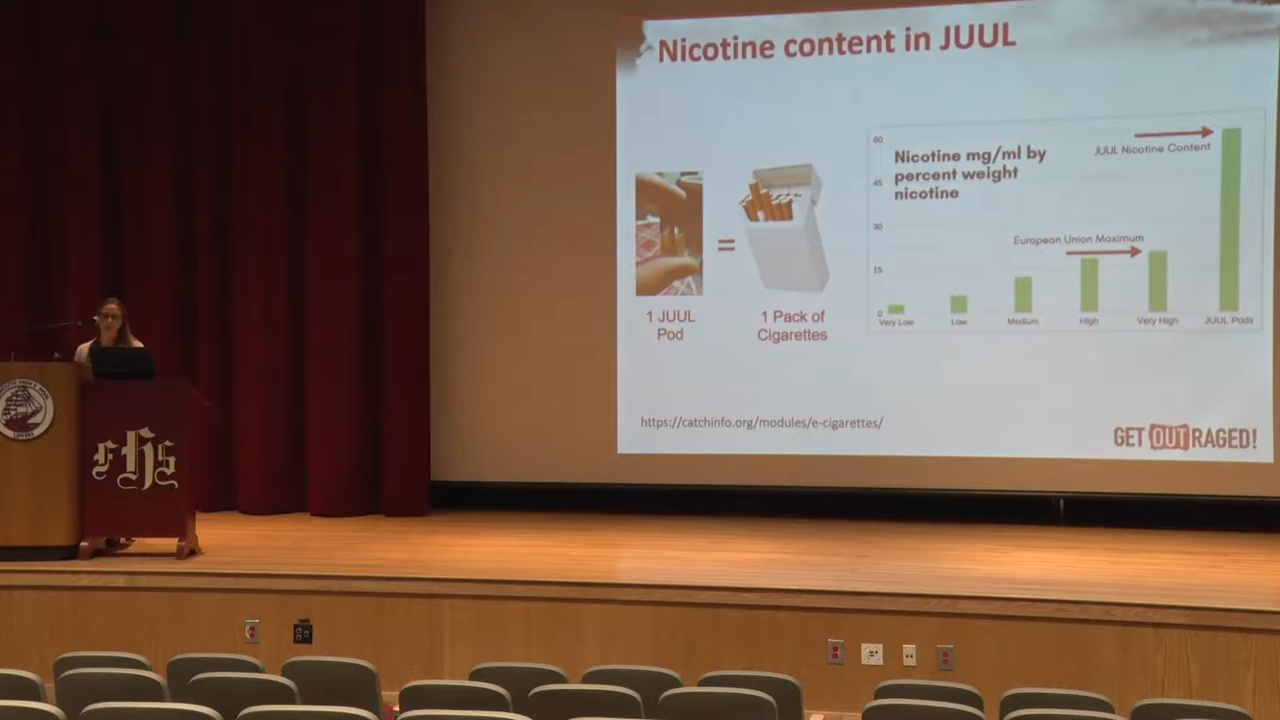 Nicotine content in JUUL
60
45
30
15
0
Nicotine mg/ml by
percent weight
nicotine
JUUL Nicotine Content
European Union Maximum
Very Low
Low
Medium
High
Very High
JUUL Pods
=
1 JUUL
Pod
1 Pack of
Cigarettes
https://catchinfo.org/modules/e-cigarettes/
GET OUTRAGED!
FHS